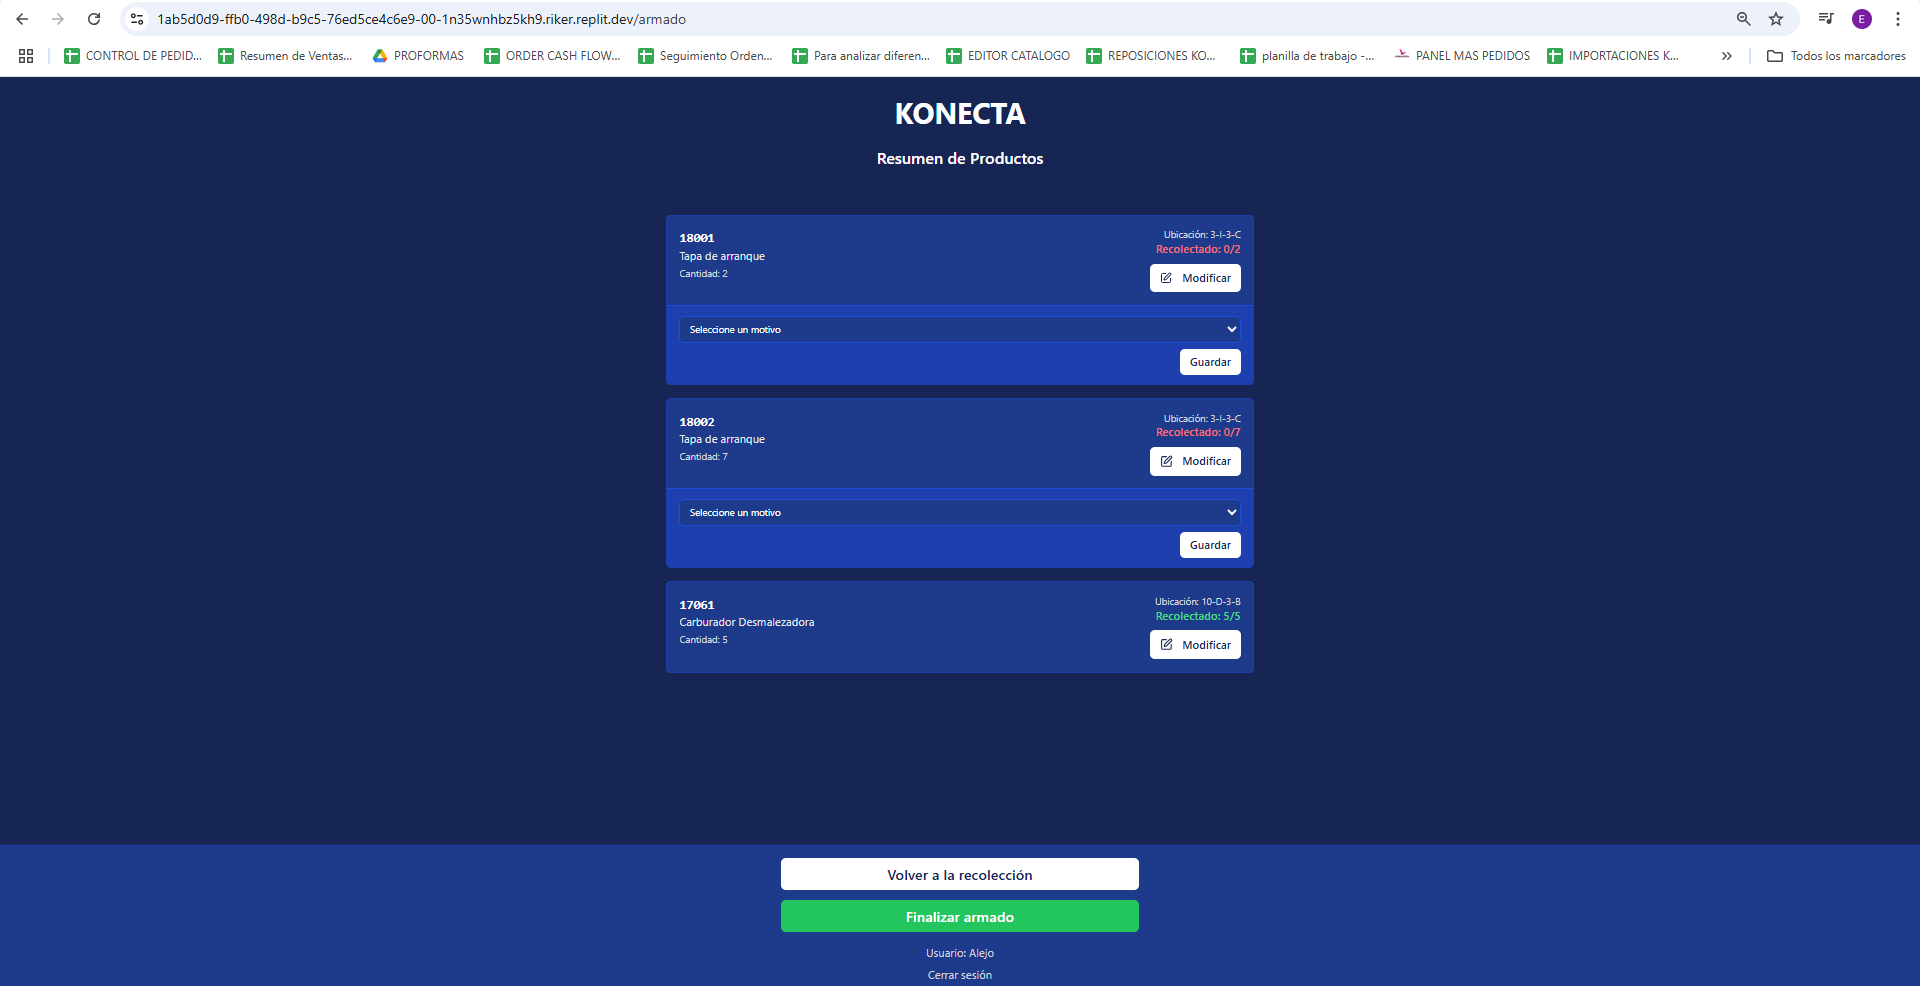 1ab5d0d9-ffb0-498d-b9c5-76ed5ce4c6e9-00-1n35wnhbz5kh9.riker.replit.dev/armado
E
CONTROL DE PEDID... Resumen de Ventas... PROFORMAS ORDER CASH FLOW... Seguimiento Orden... Para analizar diferen... EDITOR CATALOGO REPOSICIONES KO... planilla de trabajo -... PANEL MAS PEDIDOS IMPORTACIONES K... Todos los marcadores
KONECTA
Resumen de Productos
18001
Tapa de arranque
Cantidad: 2
Ubicación: 3-I-3-C
Recolectado: 0/2
Modificar
Seleccione un motivo
Guardar
18002
Tapa de arranque
Cantidad: 7
Ubicación: 3-I-3-C
Recolectado: 0/7
Modificar
Seleccione un motivo
Guardar
17061
Carburador Desmalezadora
Cantidad: 5
Ubicación: 10-D-3-B
Recolectado: 5/5
Modificar
Volver a la recolección
Finalizar armado
Usuario: Alejo
Cerrar sesión